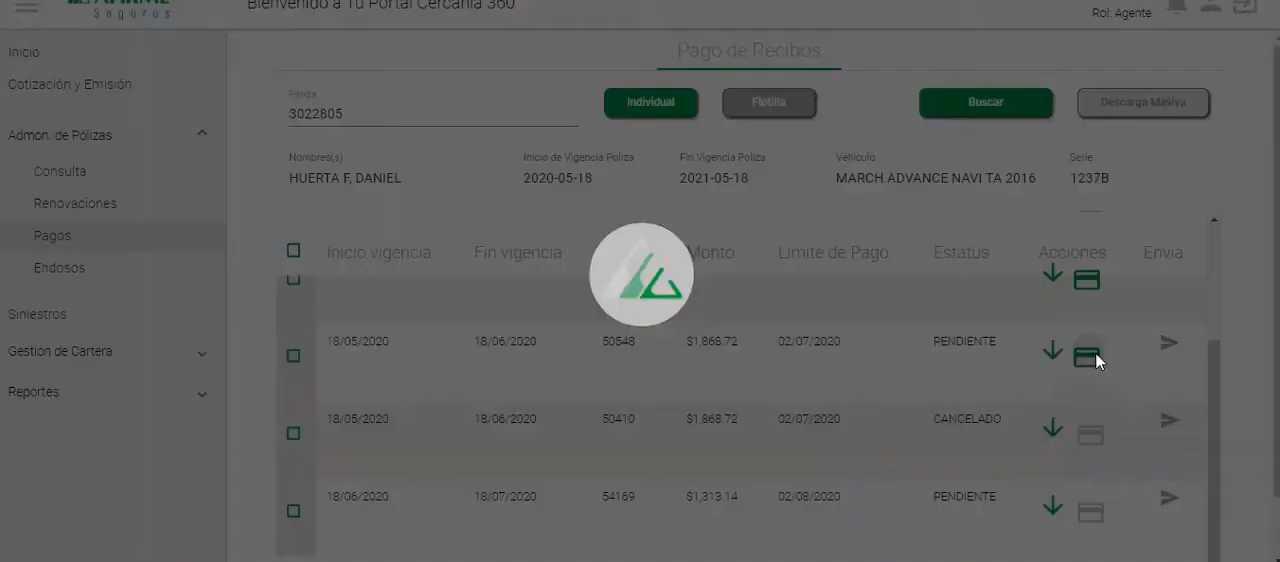 Bienvenido a Tu Portal Cercanía 360
Seguros
Rol: Agente
Inicio
Cotización y Emisión
Admon. de Pólizas
Consulta
Renovaciones
Pagos
Endosos
Siniestros
Gestión de Cartera
Reportes
Pago de Recibos
Póliza
3022805
Individual
Flotilla
Buscar
Descarga Masiva
Nombres(s) Inicio de Vigencia Poliza Fin Vigencia Poliza Vehículo Serie
HUERTA F, DANIEL 2020-05-18 2021-05-18 MARCH ADVANCE NAVI TA 2016 1237B
Inicio vigencia Fin vigencia Monto Limite de Pago Estatus Acciones Envia
18/05/2020 18/06/2020 50548 $1,868.72 02/07/2020 PENDIENTE
18/05/2020 18/06/2020 50410 $1,868.72 02/07/2020 CANCELADO
18/06/2020 18/07/2020 54169 $1,313.14 02/08/2020 PENDIENTE